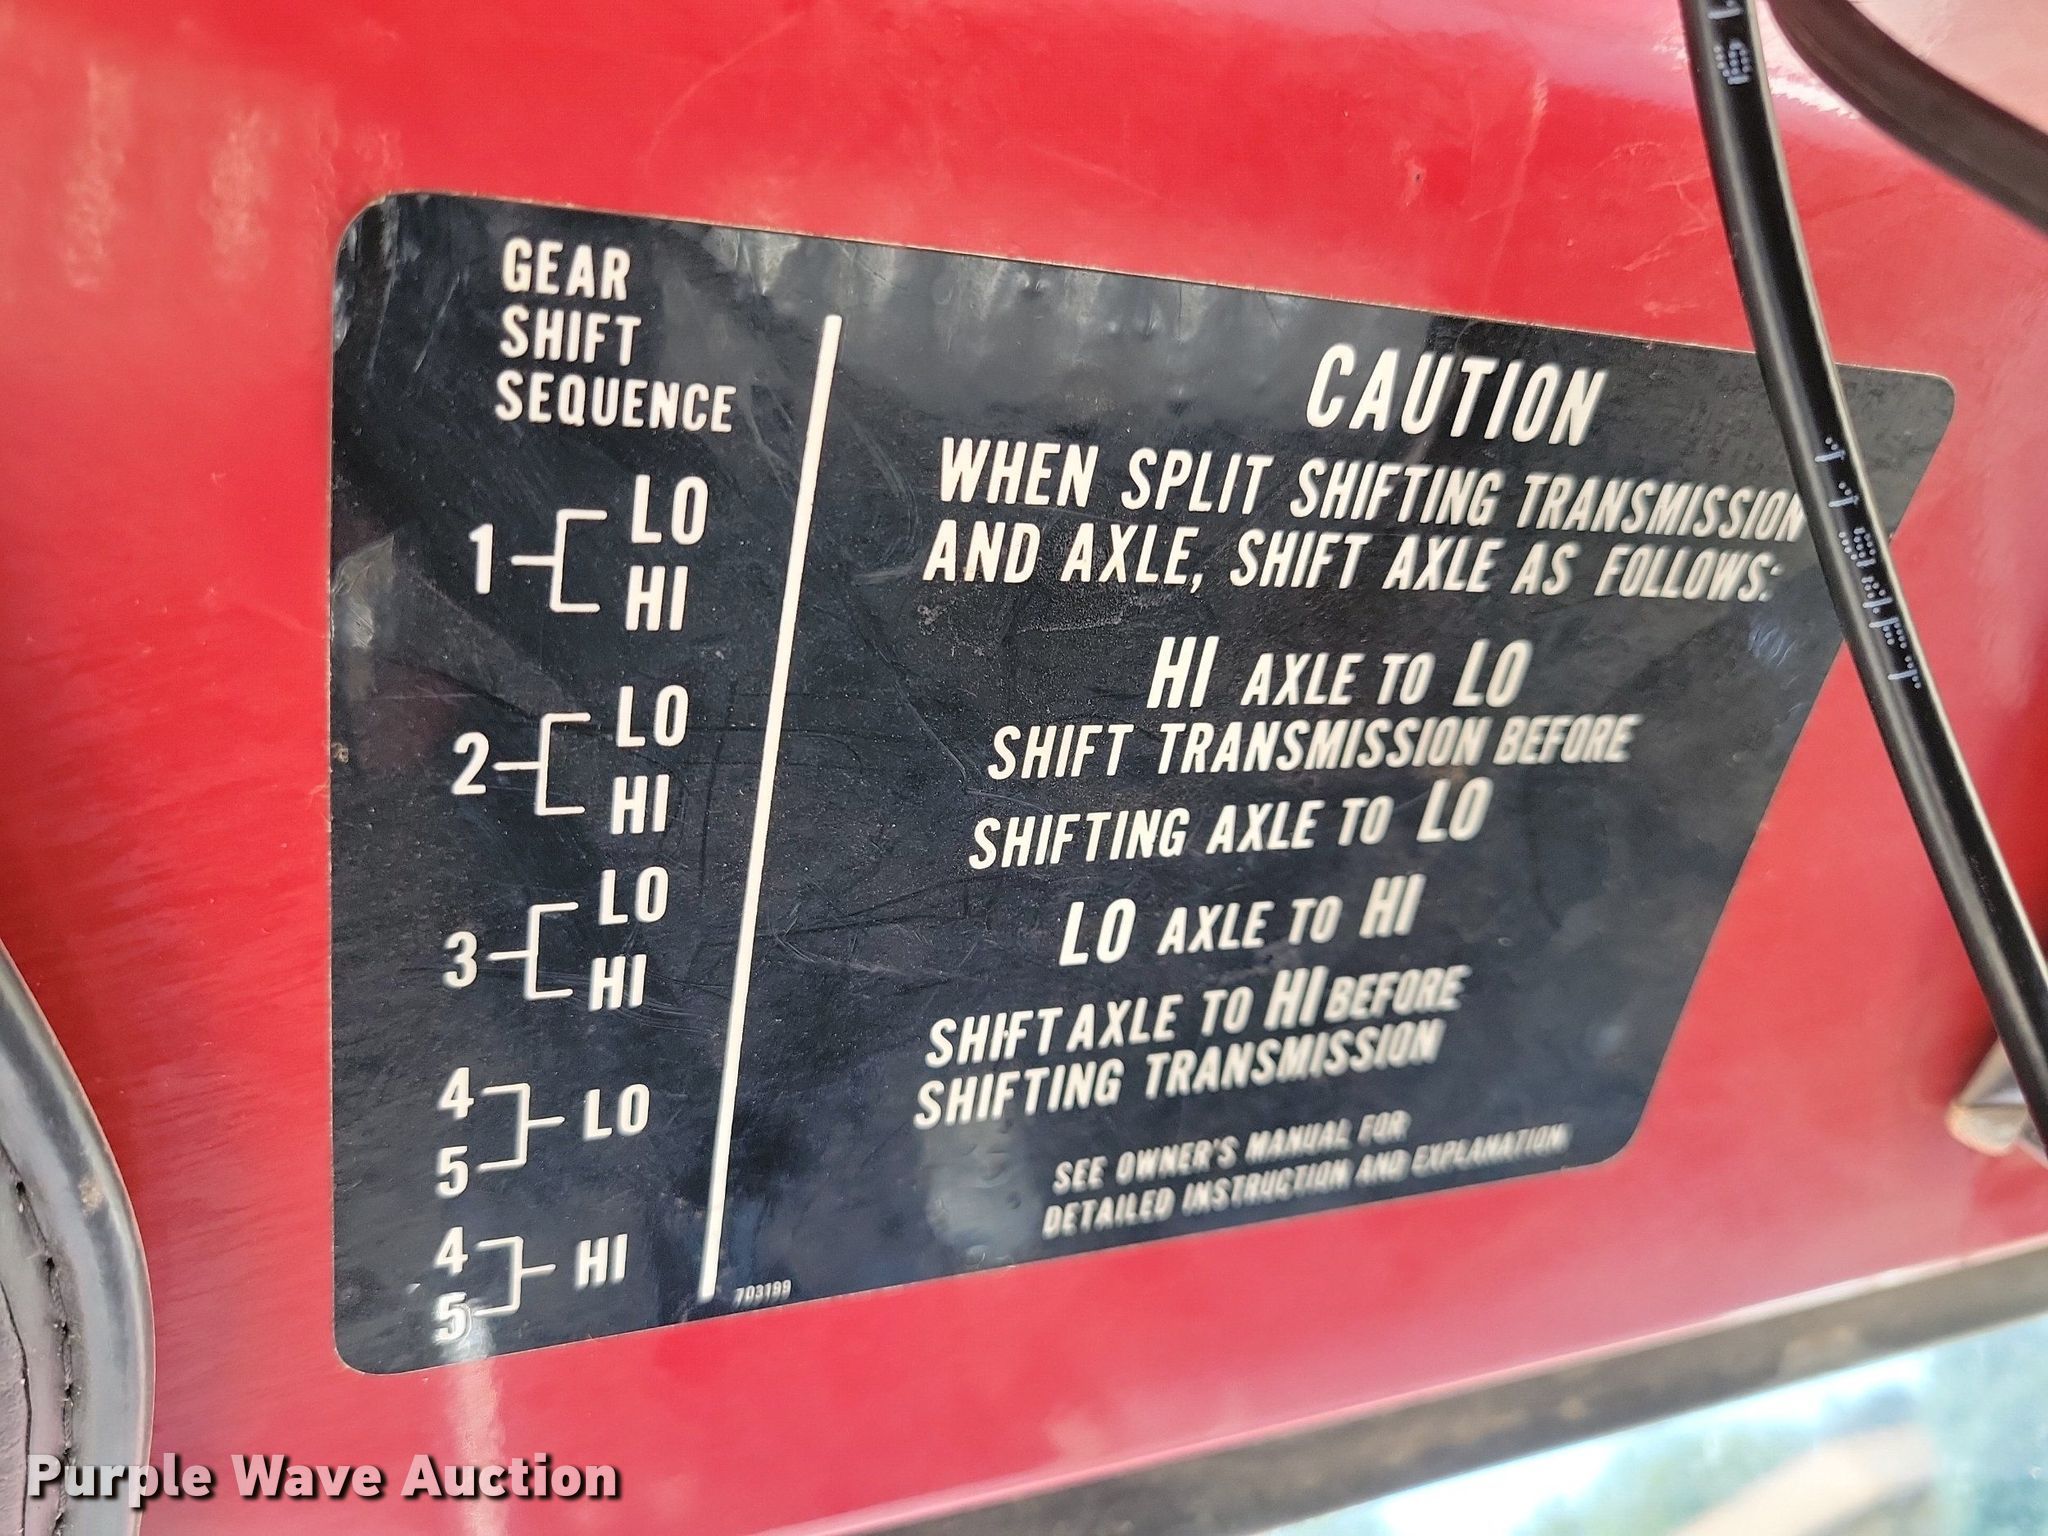 GEAR
SHIFT
SEQUENCE
1 LO
HI
2 LO
HI
3 LO
HI
4
5 LO
4
5 HI
CAUTION
WHEN SPLIT SHIFTING TRANSMISSION
AND AXLE, SHIFT AXLE AS FOLLOWS:
HI AXLE TO LO
SHIFT TRANSMISSION BEFORE
SHIFTING AXLE TO LO
LO AXLE TO HI
SHIFT AXLE TO HI BEFORE
SHIFTING TRANSMISSION
SEE OWNER'S MANUAL FOR
DETAILED INSTRUCTION AND EXPLANATION.
703199
Purple Wave Auction